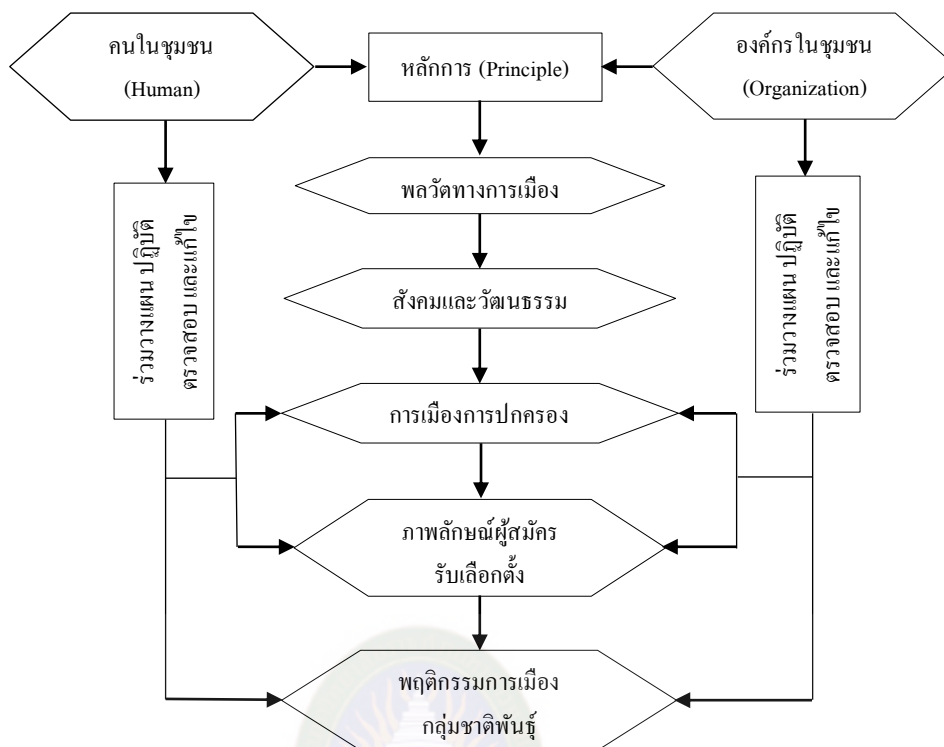 คนในชุมชน
(Human)
หลักการ (Principle)
องค์กรในชุมชน
(Organization)
พลวัตทางการเมือง
สังคมและวัฒนธรรม
ร่วมวางแผน ปฏิบัติ
ตรวจสอบ และแก้ไข
ร่วมวางแผน ปฏิบัติ
ตรวจสอบ และแก้ไข
การเมืองการปกครอง
ภาพลักษณ์ผู้สมัคร
รับเลือกตั้ง
พฤติกรรมการเมือง
กลุ่มชาติพันธุ์